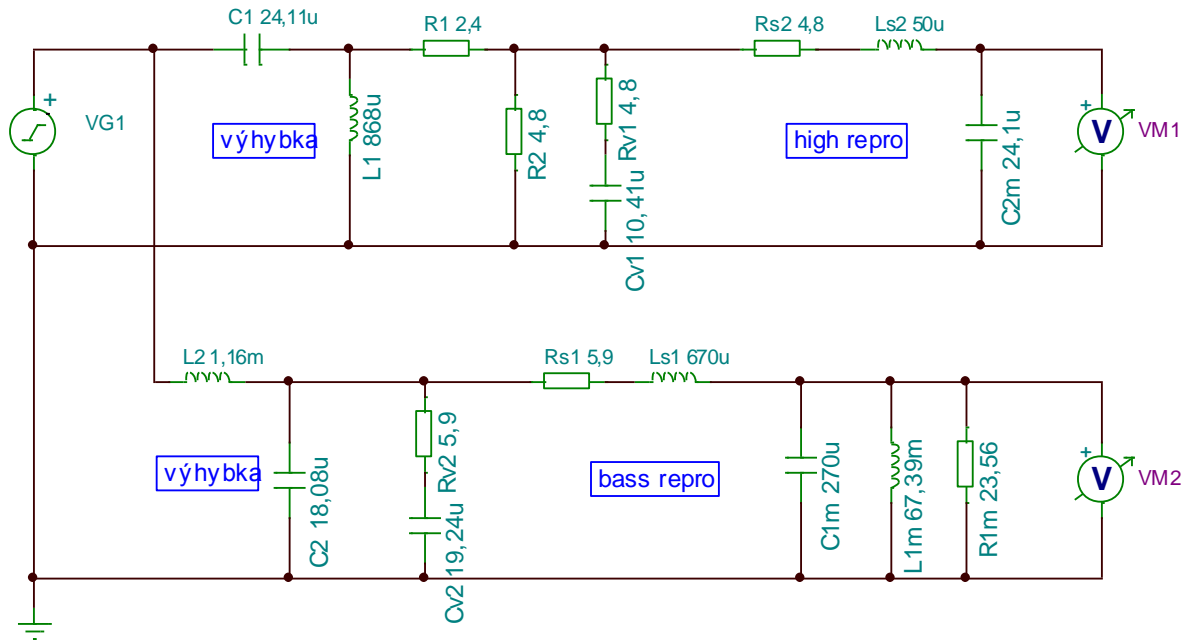 C1 24,11u
R1 2,4
Rs2 4,8
Ls2 50u
+
VG1
výhybka
L1 868u
R2 4,8
Rv1 4,8
Cv1 10,41u
high repro
C2m 24,1u
+
V
VM1
L2 1,16m
Rs1 5,9
Ls1 670u
výhybka
C2 18,08u
Rv2 5,9
Cv2 19,24u
bass repro
C1m 270u
L1m 67,39m
R1m 23,56
+
V
VM2